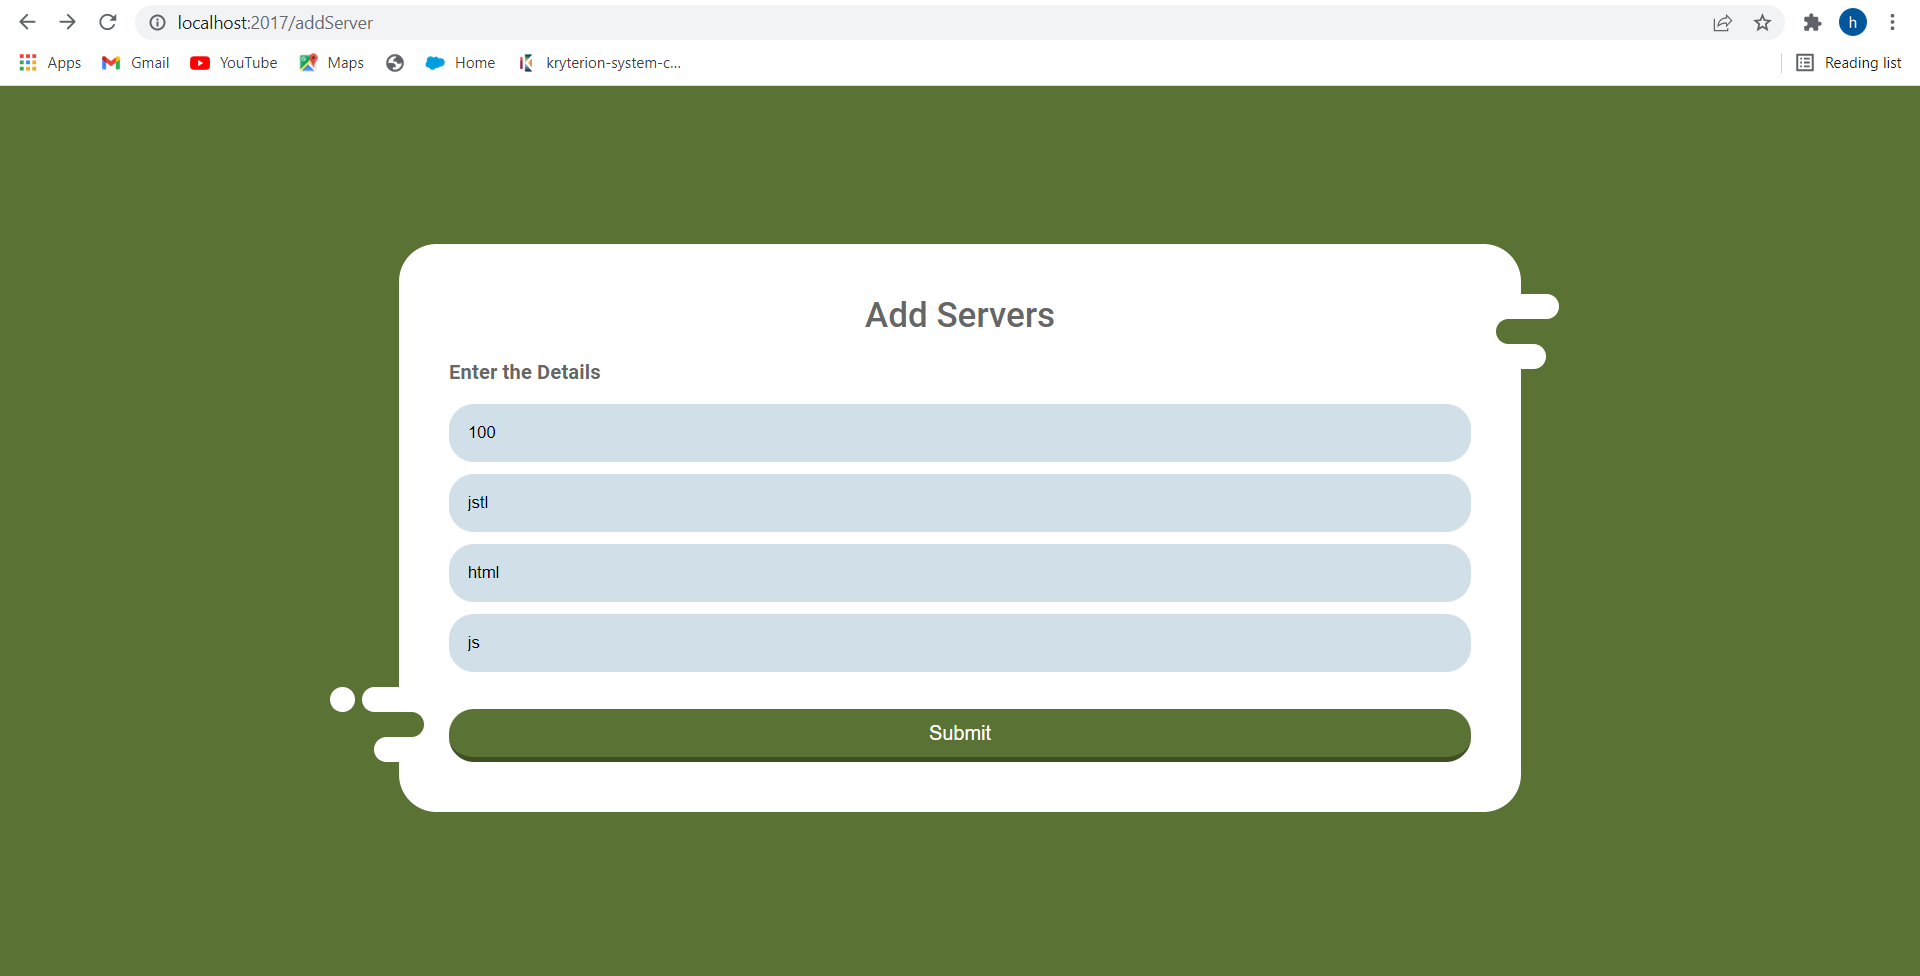 localhost:2017/addServer
h
Apps Gmail YouTube Maps Home kryterion-system-c... Reading list
Add Servers
Enter the Details
100
jstl
html
js
Submit